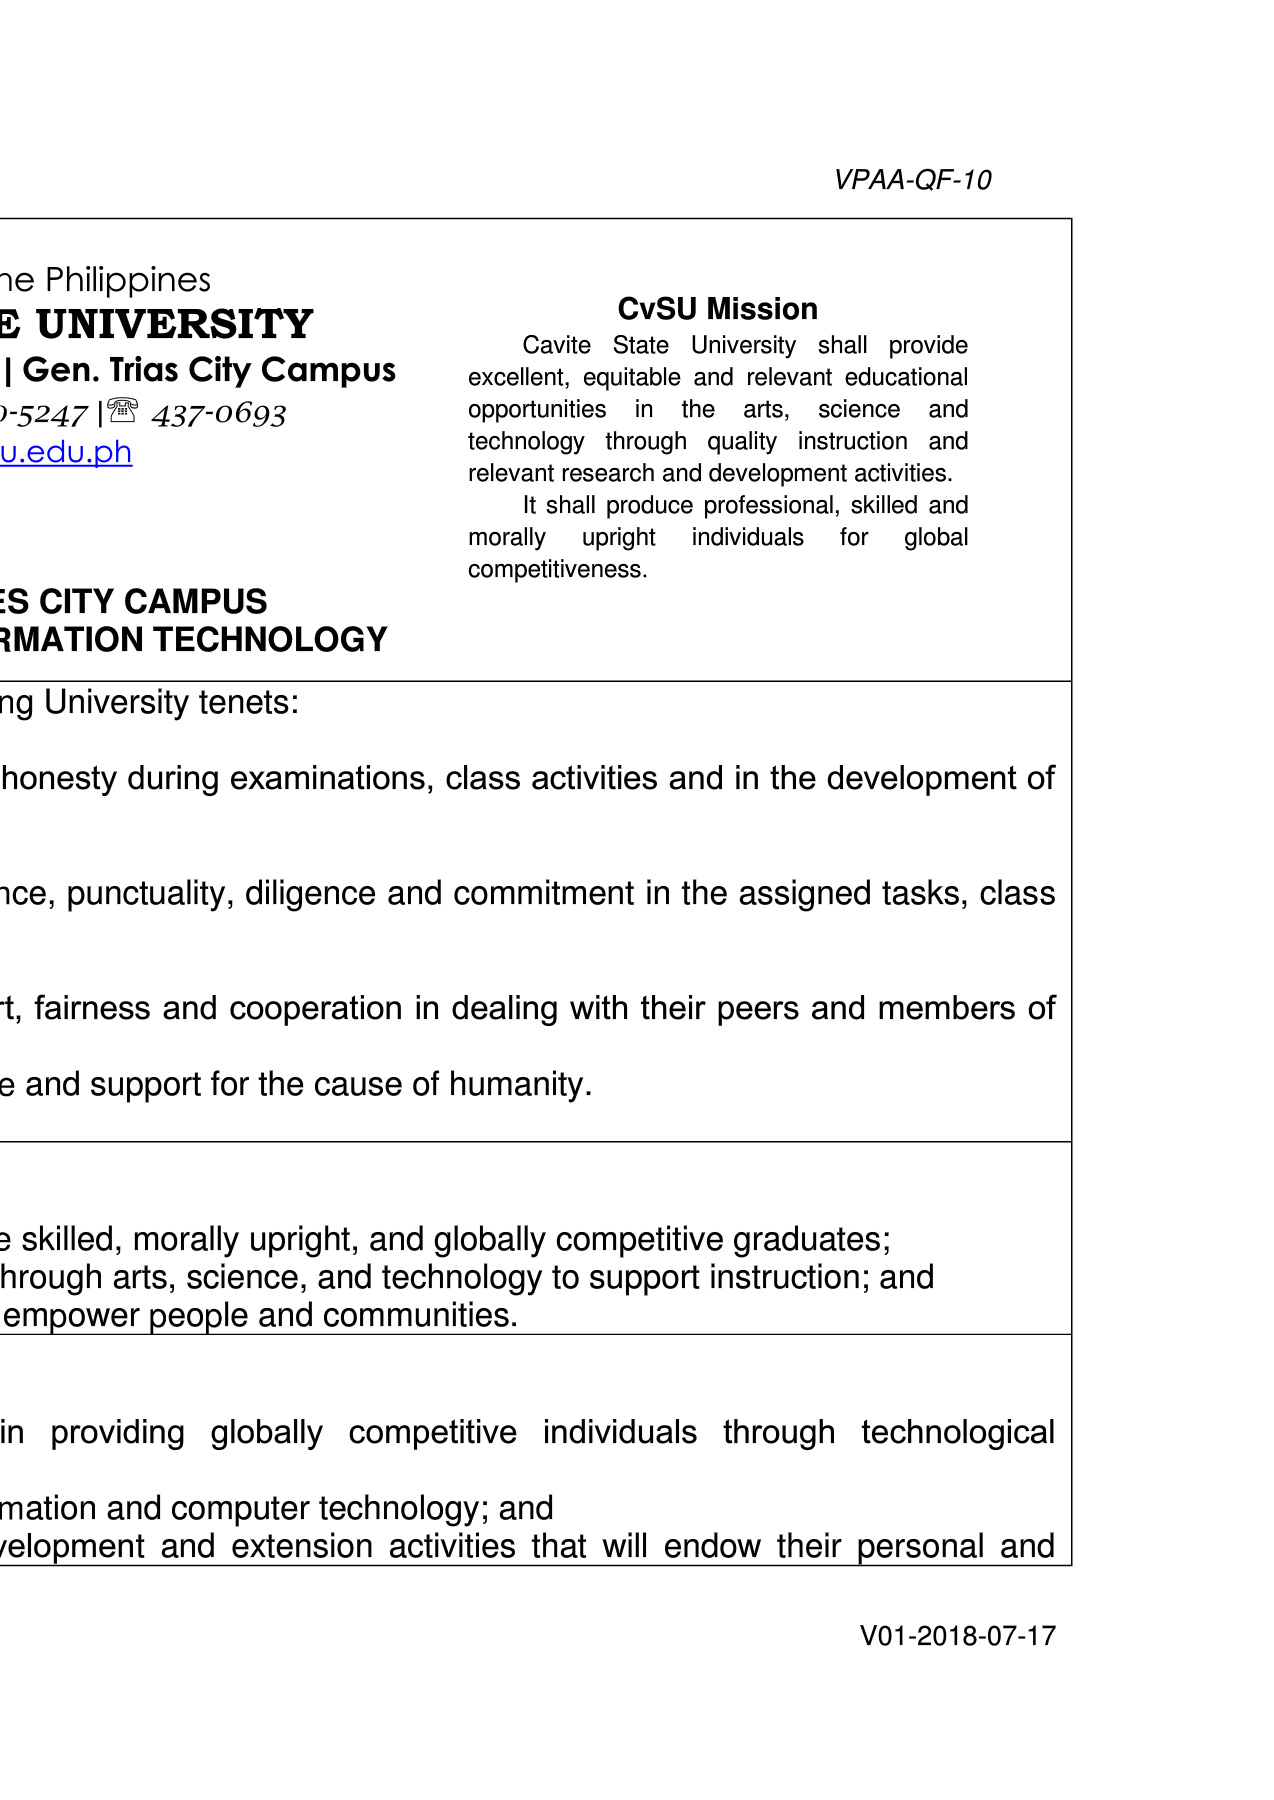 VPAA-QF-10
he Philippines
E UNIVERSITY
| Gen. Trias City Campus
0-5247 |☏ 437-0693
u.edu.ph
ES CITY CAMPUS
RMATION TECHNOLOGY
CvSU Mission
Cavite State University shall provide
excellent, equitable and relevant educational
opportunities in the arts, science and
technology through quality instruction and
relevant research and development activities.
It shall produce professional, skilled and
morally upright individuals for global
competitiveness.
ng University tenets:
honesty during examinations, class activities and in the development of
nce, punctuality, diligence and commitment in the assigned tasks, class
rt, fairness and cooperation in dealing with their peers and members of
e and support for the cause of humanity.
e skilled, morally upright, and globally competitive graduates;
hrough arts, science, and technology to support instruction; and
empower people and communities.
in providing globally competitive individuals through technological
mation and computer technology; and
velopment and extension activities that will endow their personal and
V01-2018-07-17